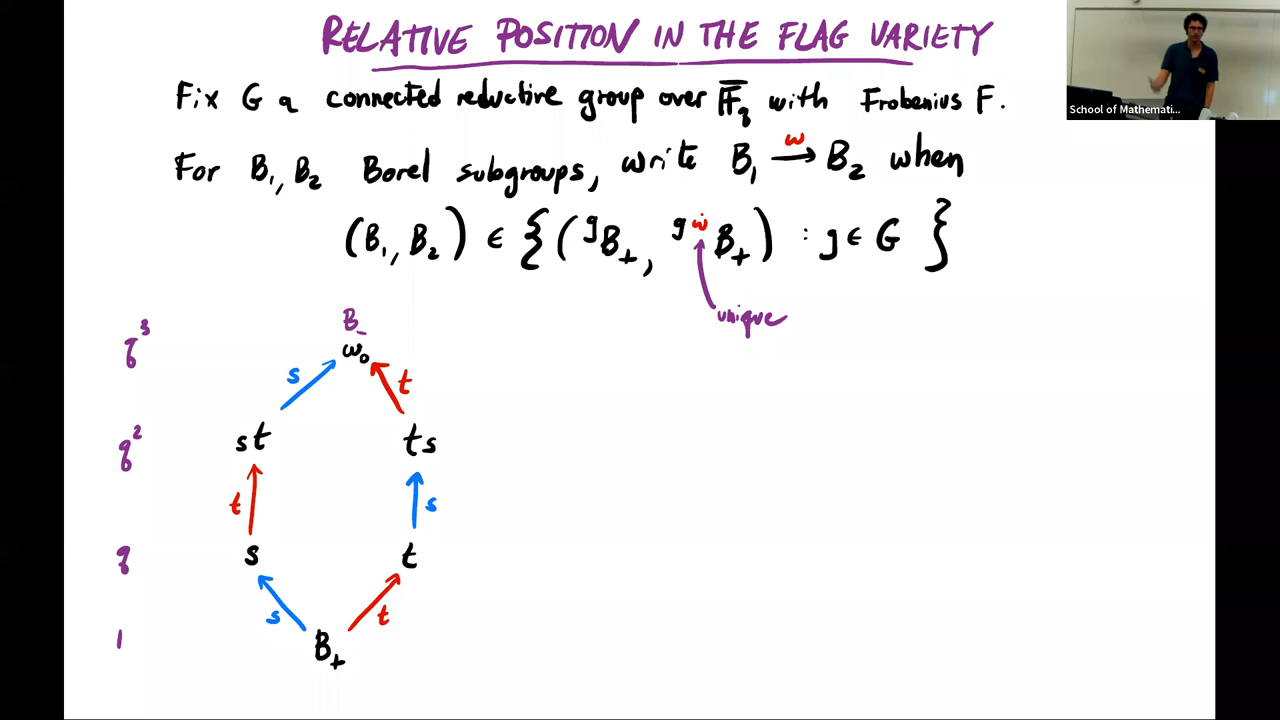 RELATIVE POSITION IN THE FLAG VARIETY
School of Mathemati...
Fix G a connected reductive group over F̅_q with Frobenius F.
For B₁, B₂ Borel subgroups, write B₁ →^w B₂ when
(B₁, B₂) ∈ { (ᵍB₊, ᵍẇB₊) : g ∈ G }
unique
B₋
q³ w₀
s t
q² st ts
t s
q s t
s t
1 B₊